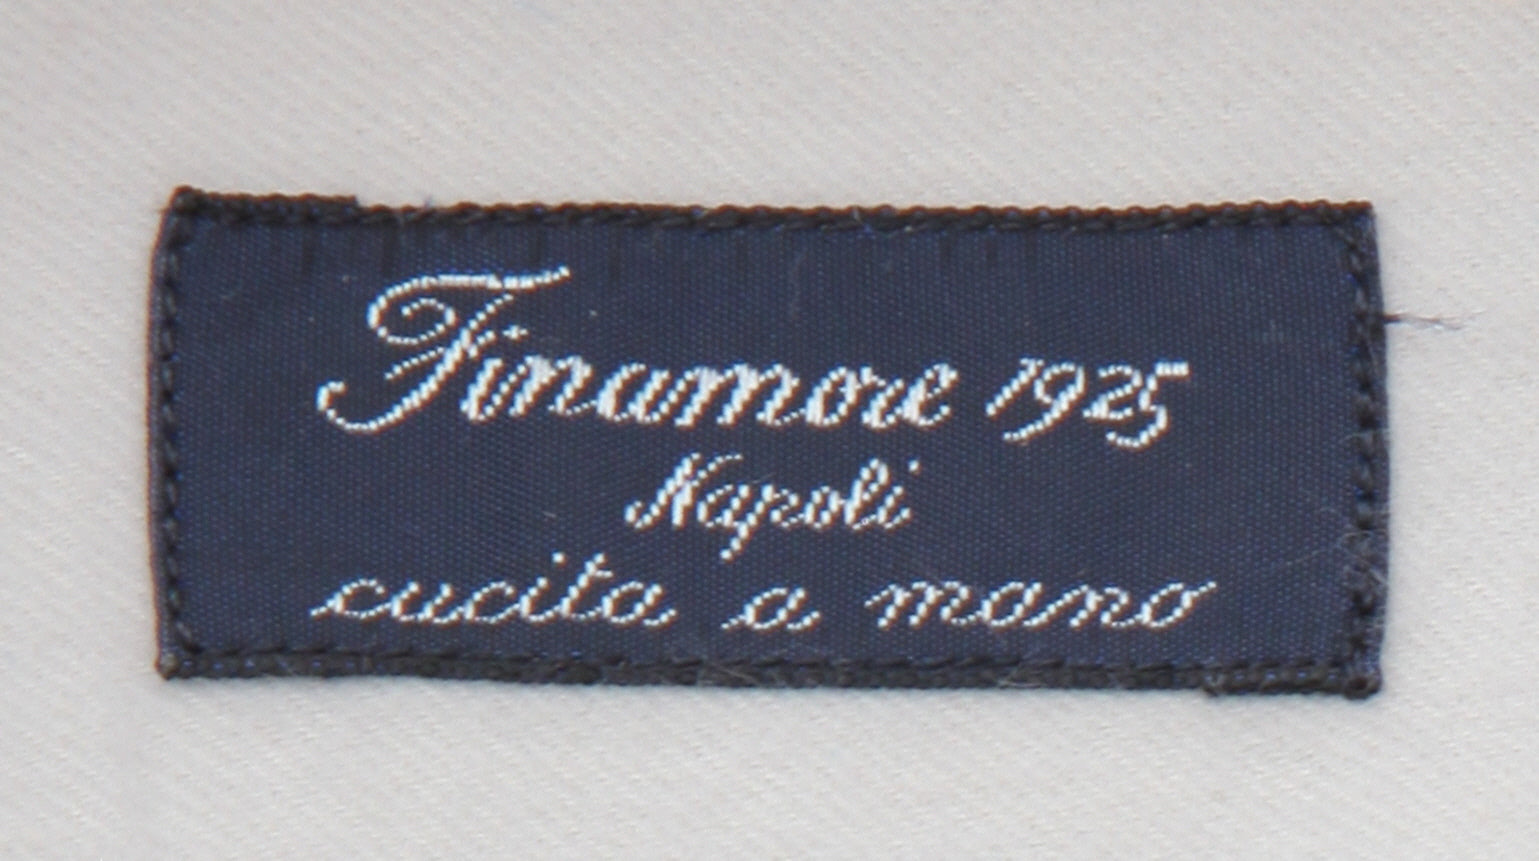 Finamore 1925
Napoli
cucita a mano